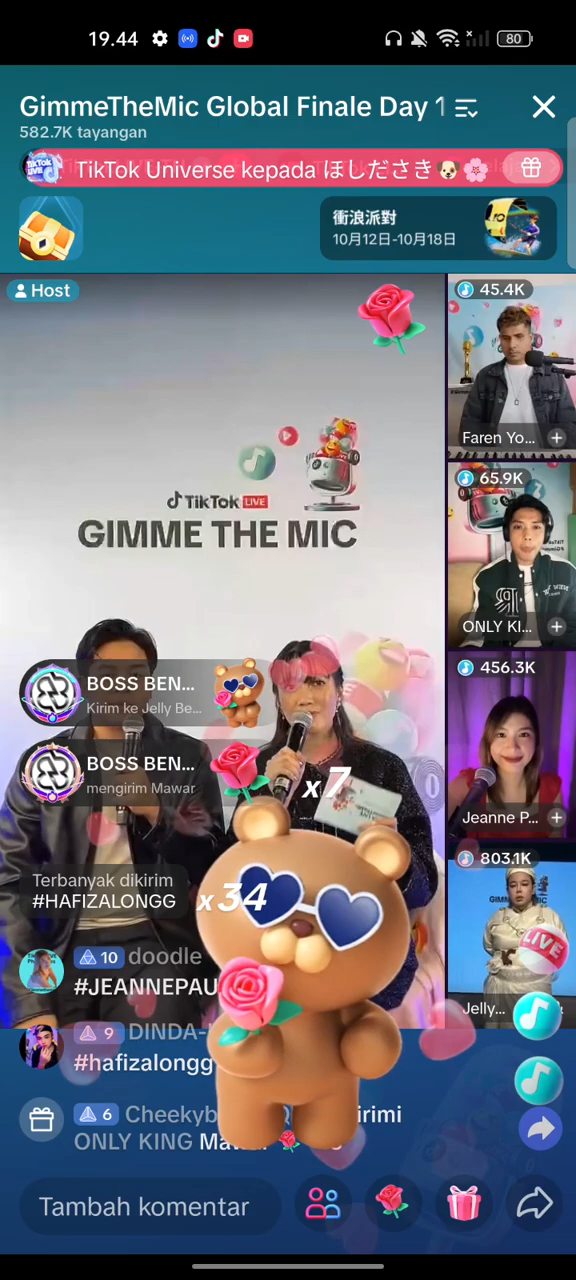 19.44
80
GimmeTheMic Global Finale Day 1
582.7K tayangan
TikTok Universe kepada ほしださき🐶🌸
衝浪派對
10月12日-10月18日
Host
45.4K
Faren Yo...
65.9K
ONLY KI...
456.3K
Jeanne P...
803.1K
Jelly...
TikTok LIVE
GIMME THE MIC
BOSS BEN...
Kirim ke Jelly Be...
BOSS BEN...
mengirim Mawar
x7
Terbanyak dikirim
#HAFIZALONGG
x34
LIVE
10 doodle
#JEANNEPAU
9 DINDA-
#hafizalongg
6 Cheekyb
ONLY KING
Tambah komentar